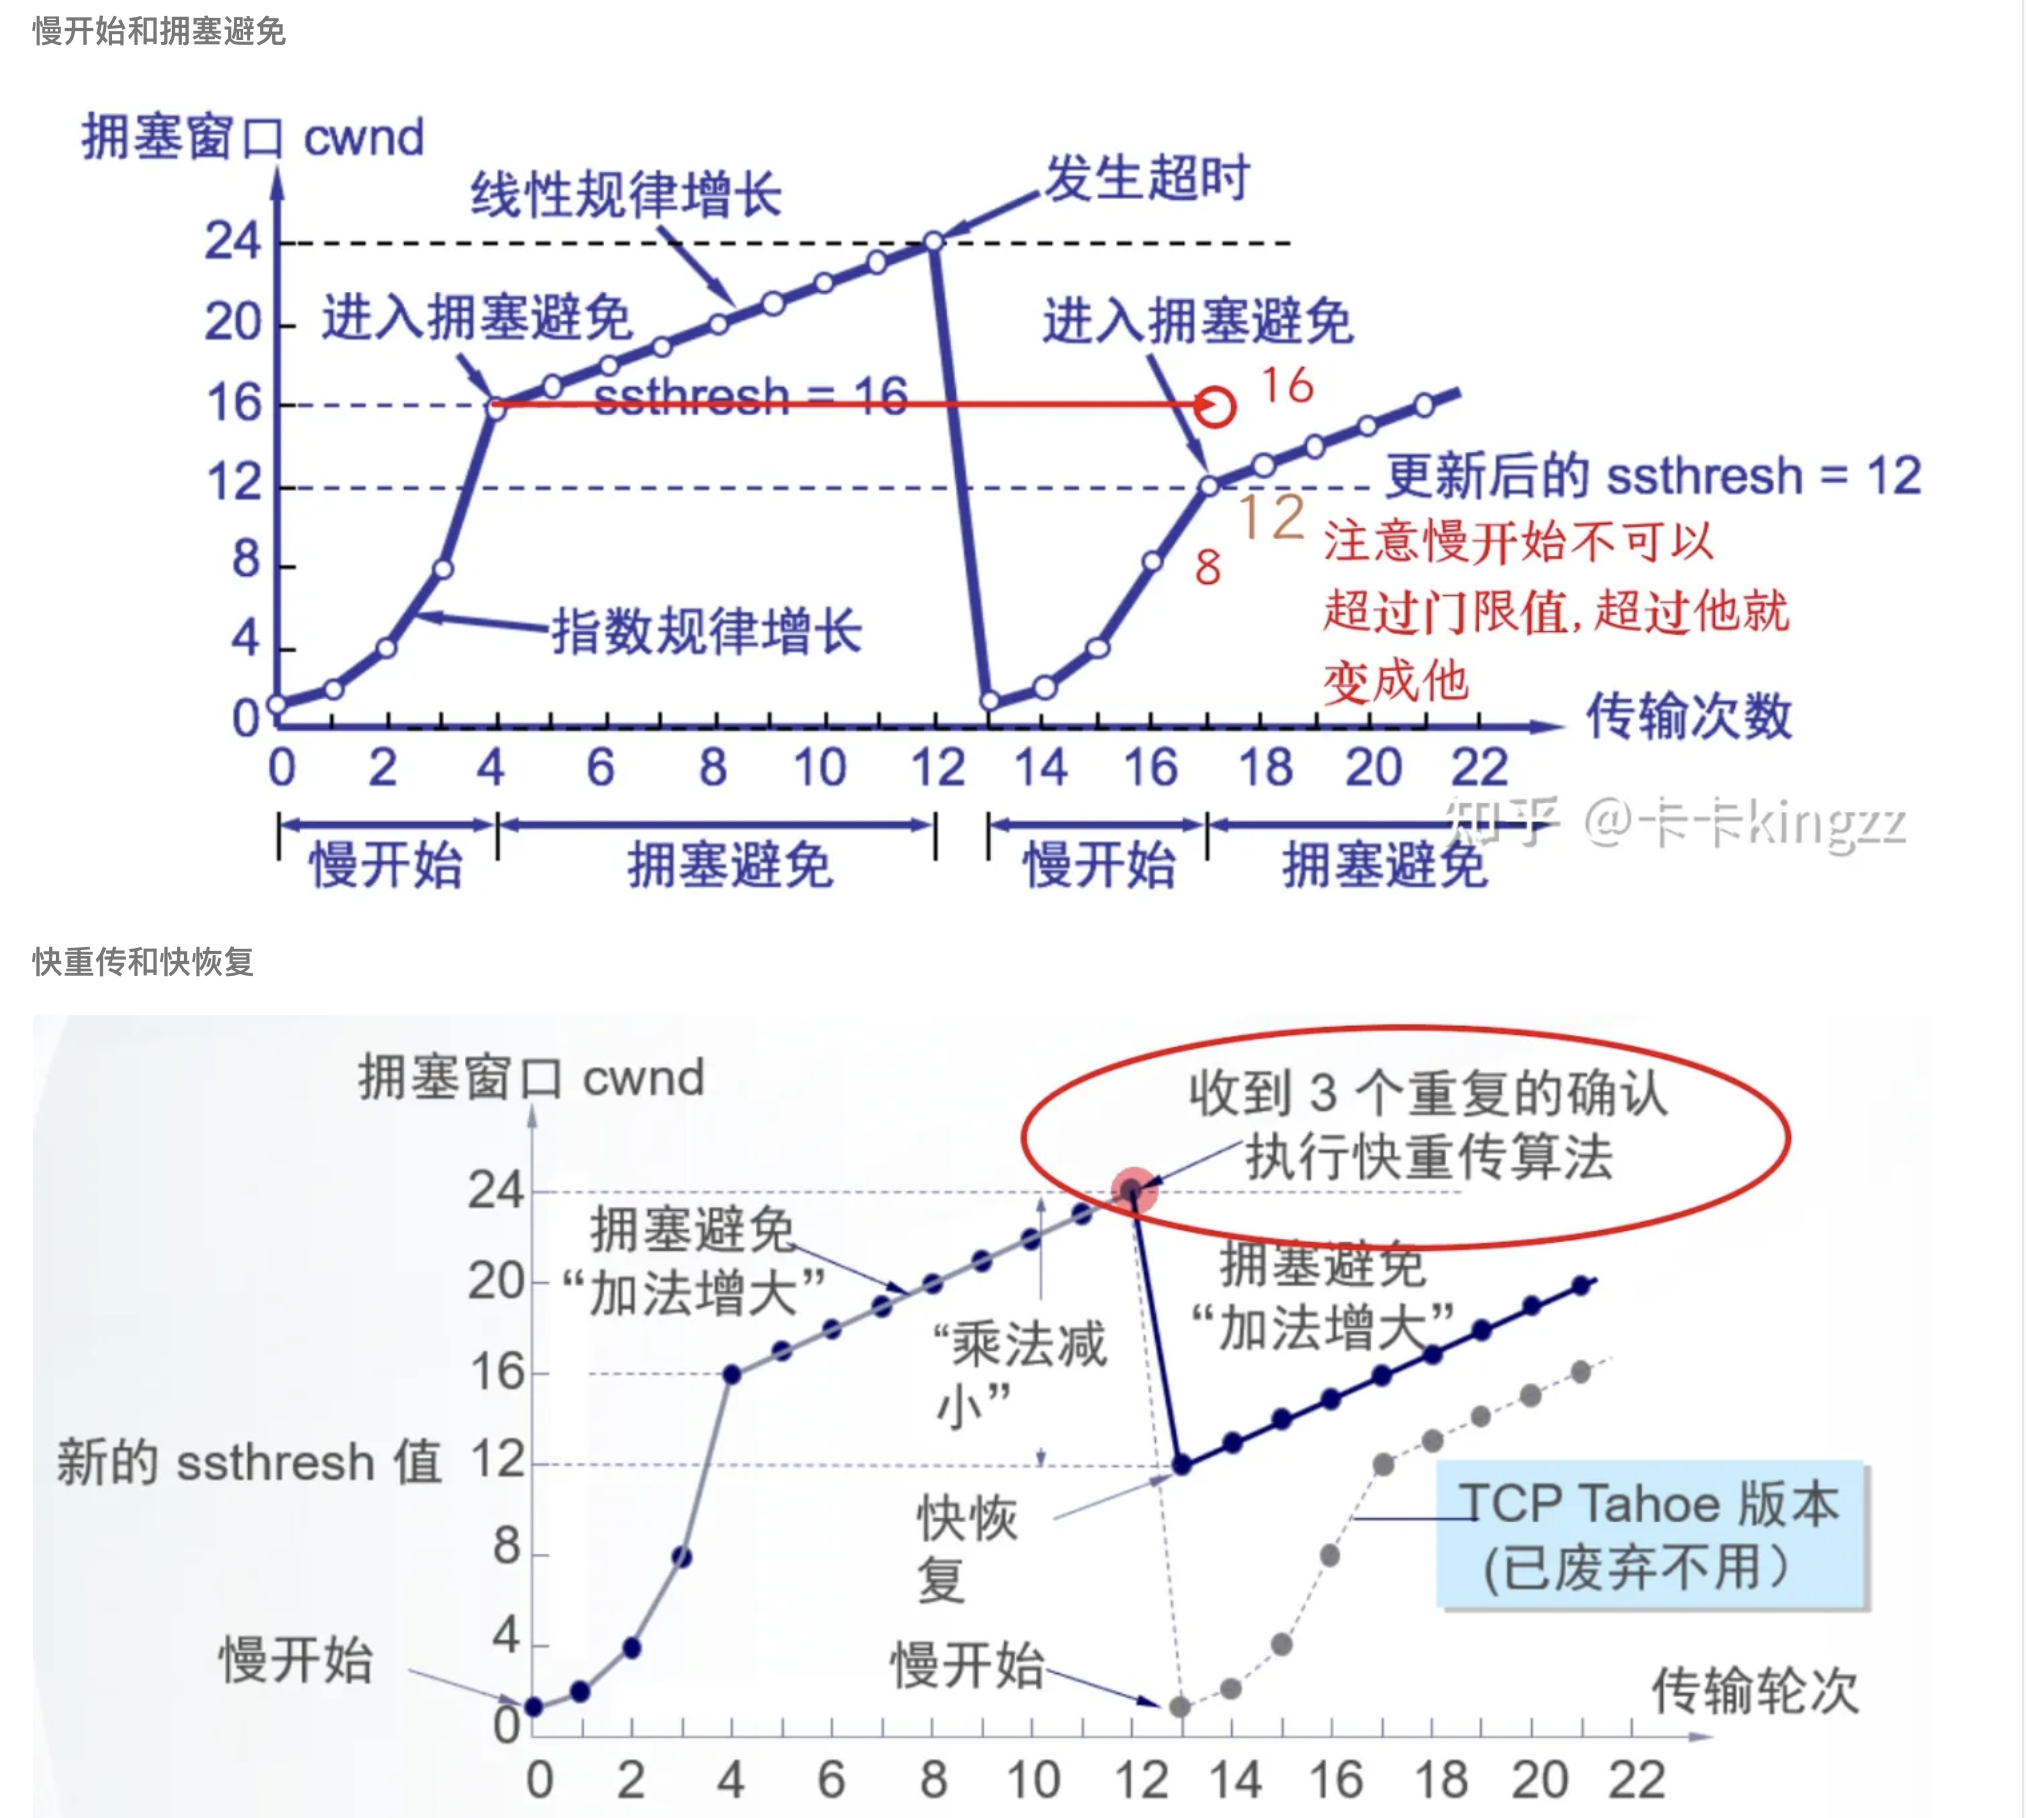 慢开始和拥塞避免
拥塞窗口 cwnd
线性规律增长
发生超时
24
进入拥塞避免
进入拥塞避免
20
16
ssthresh = 16
16
12
更新后的 ssthresh = 12
12
注意慢开始不可以
超过门限值,超过他就
变成他
8
8
指数规律增长
4
0
传输次数
0 2 4 6 8 10 12 14 16 18 20 22
知乎 @卡卡kingzz
慢开始 拥塞避免 慢开始 拥塞避免
快重传和快恢复
拥塞窗口 cwnd
收到 3 个重复的确认
执行快重传算法
24
拥塞避免
“加法增大”
拥塞避免
“加法增大”
20
“乘法减
小”
16
新的 ssthresh 值 12
TCP Tahoe 版本
(已废弃不用）
快恢
复
8
4
慢开始
慢开始
0
传输轮次
0 2 4 6 8 10 12 14 16 18 20 22